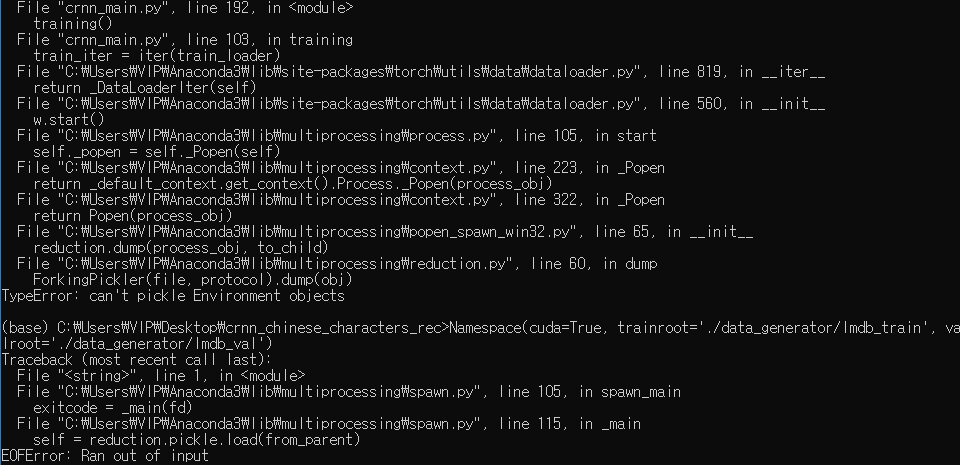 File "crnn_main.py", line 192, in <module>
training()
File "crnn_main.py", line 103, in training
train_iter = iter(train_loader)
File "C:₩Users₩VIP₩Anaconda3₩lib₩site-packages₩torch₩utils₩data₩dataloader.py", line 819, in __iter__
return _DataLoaderIter(self)
File "C:₩Users₩VIP₩Anaconda3₩lib₩site-packages₩torch₩utils₩data₩dataloader.py", line 560, in __init__
w.start()
File "C:₩Users₩VIP₩Anaconda3₩lib₩multiprocessing₩process.py", line 105, in start
self._popen = self._Popen(self)
File "C:₩Users₩VIP₩Anaconda3₩lib₩multiprocessing₩context.py", line 223, in _Popen
return _default_context.get_context().Process._Popen(process_obj)
File "C:₩Users₩VIP₩Anaconda3₩lib₩multiprocessing₩context.py", line 322, in _Popen
return Popen(process_obj)
File "C:₩Users₩VIP₩Anaconda3₩lib₩multiprocessing₩popen_spawn_win32.py", line 65, in __init__
reduction.dump(process_obj, to_child)
File "C:₩Users₩VIP₩Anaconda3₩lib₩multiprocessing₩reduction.py", line 60, in dump
ForkingPickler(file, protocol).dump(obj)
TypeError: can't pickle Environment objects
(base) C:₩Users₩VIP₩Desktop₩crnn_chinese_characters_rec>Namespace(cuda=True, trainroot='./data_generator/lmdb_train', va
lroot='./data_generator/lmdb_val')
Traceback (most recent call last):
File "<string>", line 1, in <module>
File "C:₩Users₩VIP₩Anaconda3₩lib₩multiprocessing₩spawn.py", line 105, in spawn_main
exitcode = _main(fd)
File "C:₩Users₩VIP₩Anaconda3₩lib₩multiprocessing₩spawn.py", line 115, in _main
self = reduction.pickle.load(from_parent)
EOFError: Ran out of input